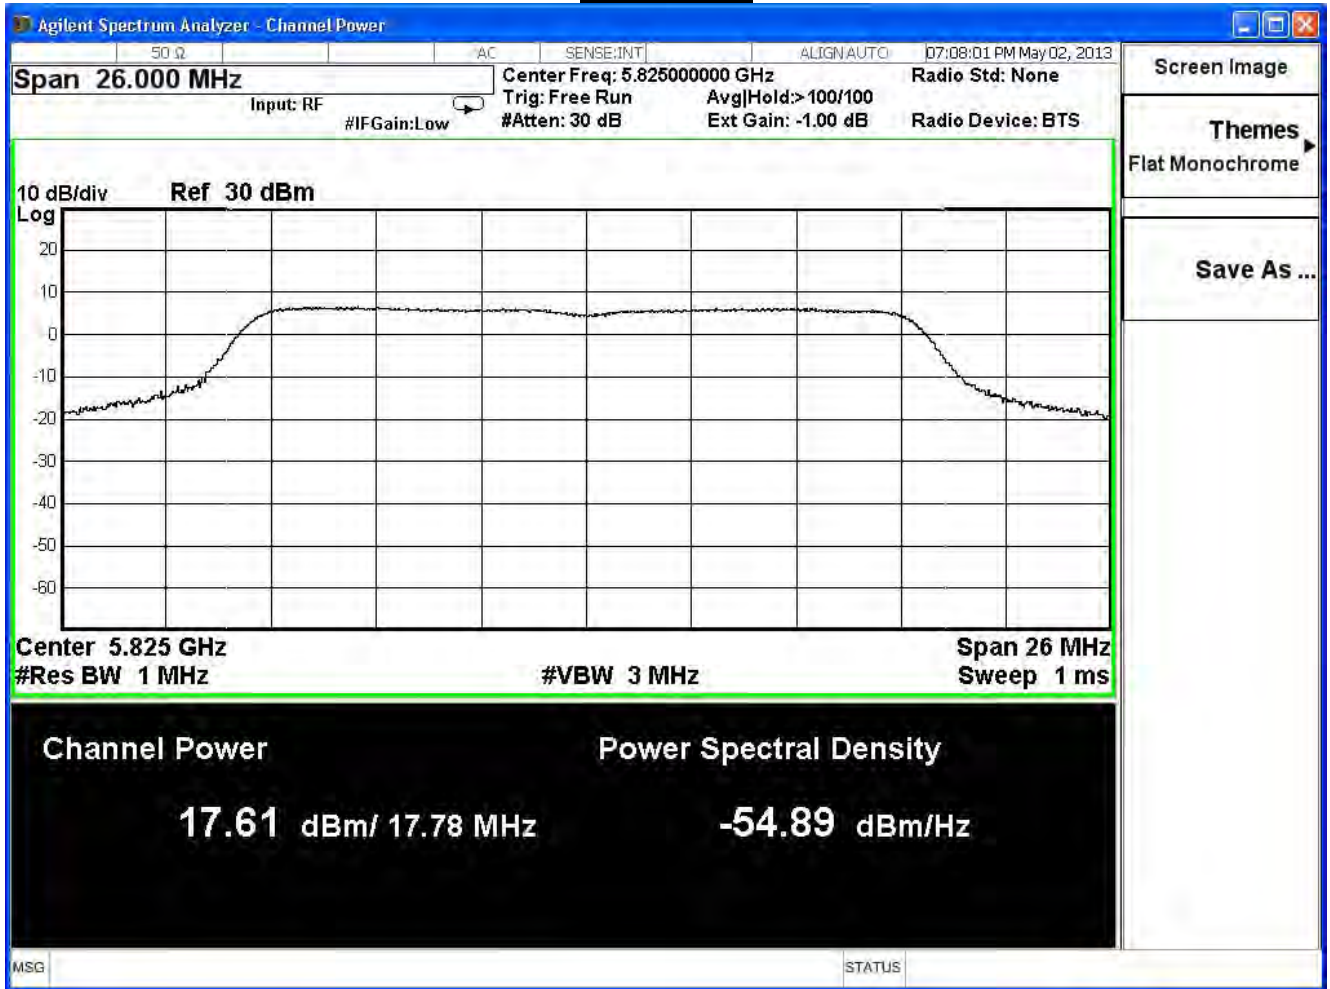 Agilent Spectrum Analyzer - Channel Power
50 Ω AC SENSE:INT ALIGN AUTO 07:08:01 PM May 02, 2013
Span 26.000 MHz
Input: RF
#IFGain:Low
Center Freq: 5.825000000 GHz
Trig: Free Run Avg|Hold:>100/100
#Atten: 30 dB Ext Gain: -1.00 dB
Radio Std: None
Radio Device: BTS
Screen Image
Themes
Flat Monochrome
Save As ...
10 dB/div Ref 30 dBm
Log
20
10
0
-10
-20
-30
-40
-50
-60
Center 5.825 GHz Span 26 MHz
#Res BW 1 MHz #VBW 3 MHz Sweep 1 ms
Channel Power Power Spectral Density
17.61 dBm/ 17.78 MHz -54.89 dBm/Hz
MSG STATUS